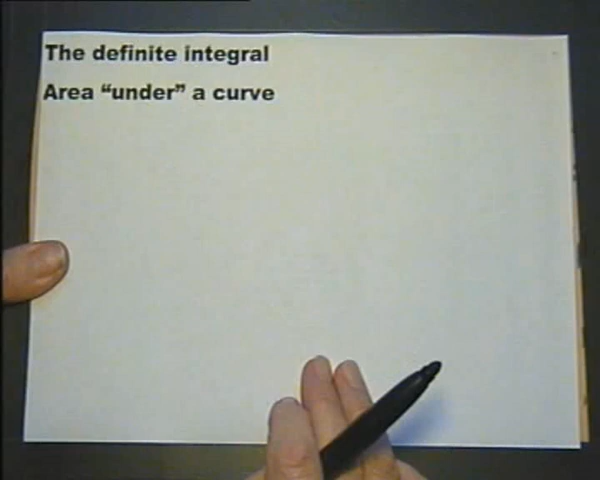 The definite integral
Area “under” a curve